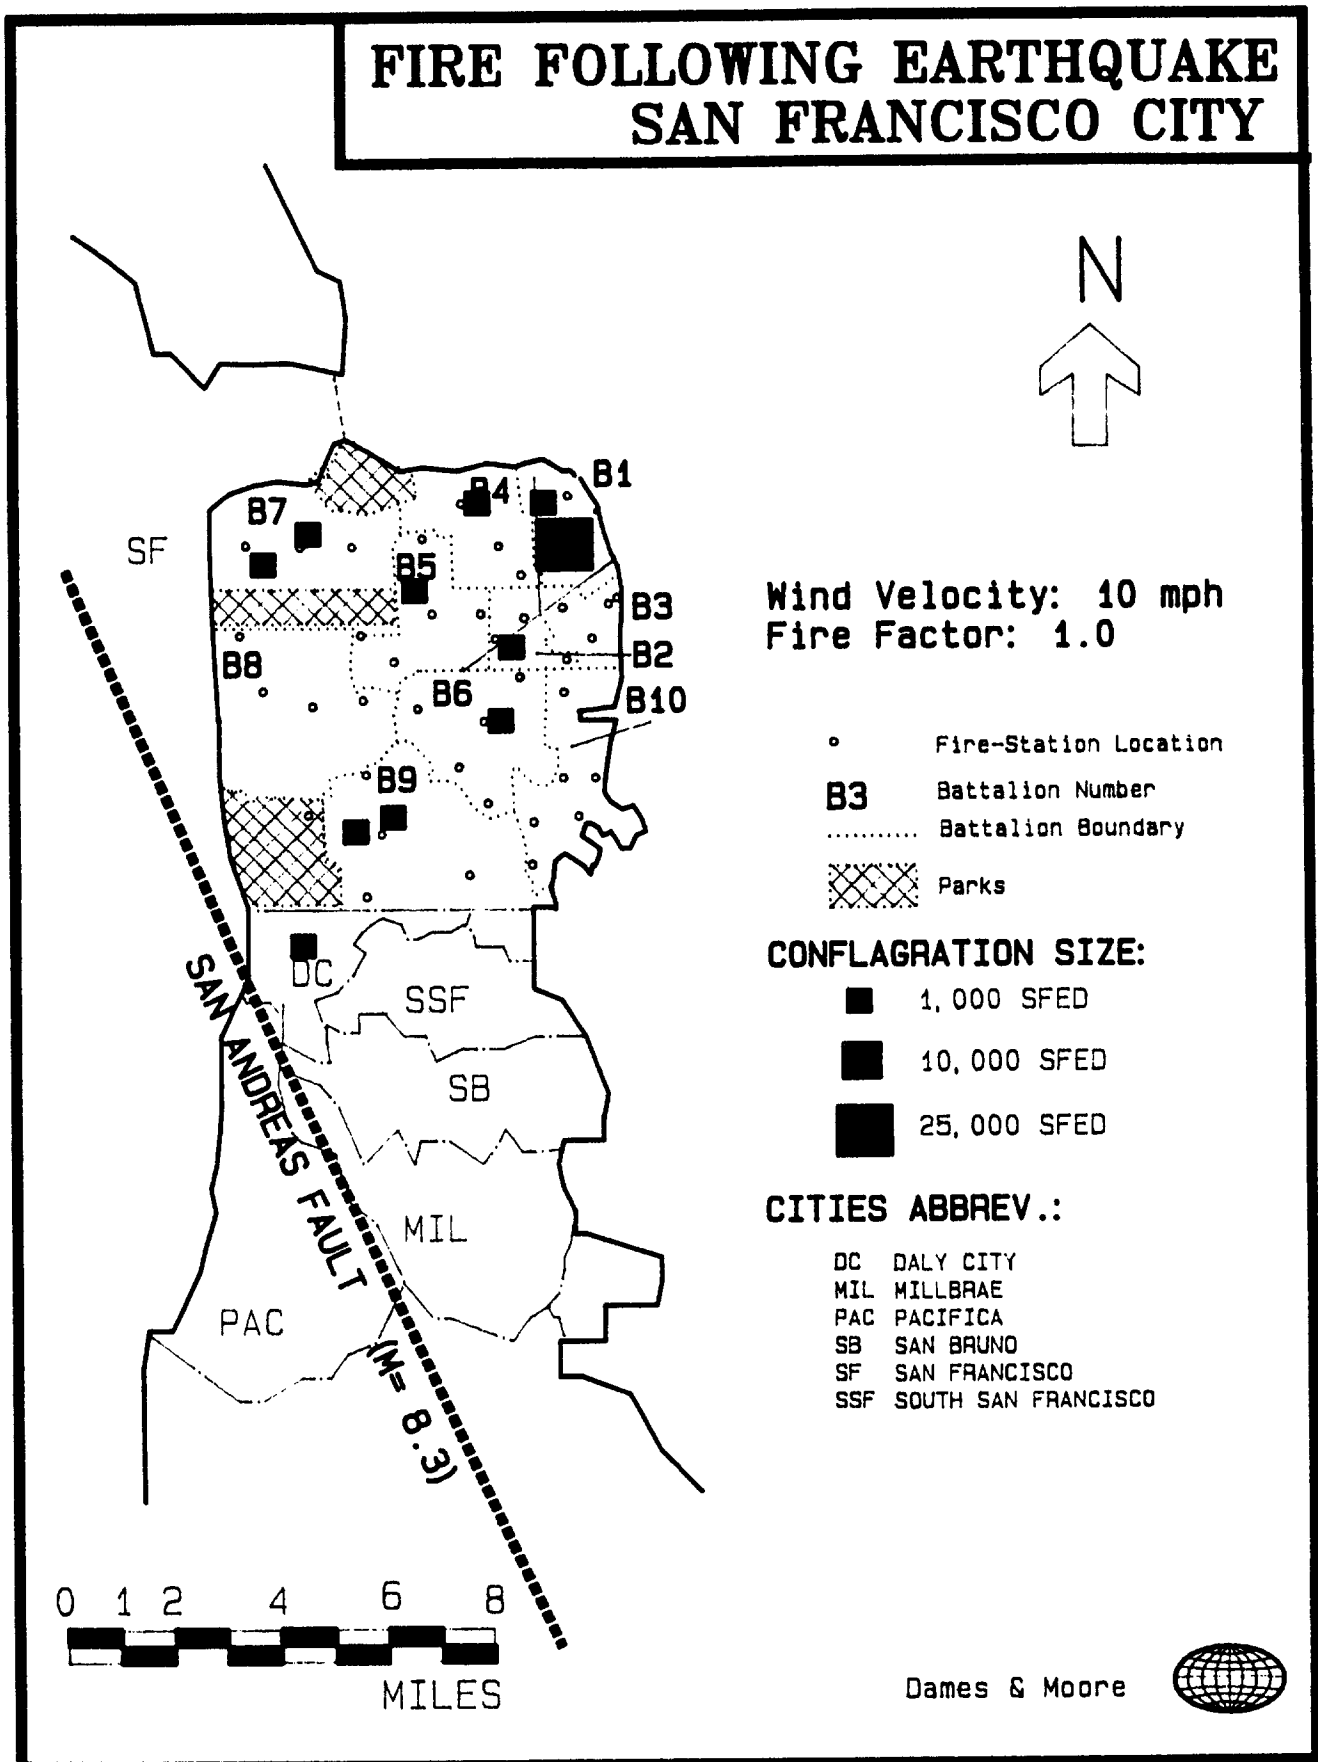 FIRE FOLLOWING EARTHQUAKE
SAN FRANCISCO CITY
N
B1
B4
B7
SF
B5
B3
B2
B8
B6
B10
B9
Wind Velocity: 10 mph
Fire Factor: 1.0
Fire-Station Location
B3 Battalion Number
Battalion Boundary
Parks
CONFLAGRATION SIZE:
1,000 SFED
10,000 SFED
25,000 SFED
DC
SSF
SB
MIL
PAC
SAN ANDREAS FAULT (M= 8.3)
CITIES ABBREV.:
DC DALY CITY
MIL MILLBRAE
PAC PACIFICA
SB SAN BRUNO
SF SAN FRANCISCO
SSF SOUTH SAN FRANCISCO
0 1 2 4 6 8
MILES
Dames & Moore